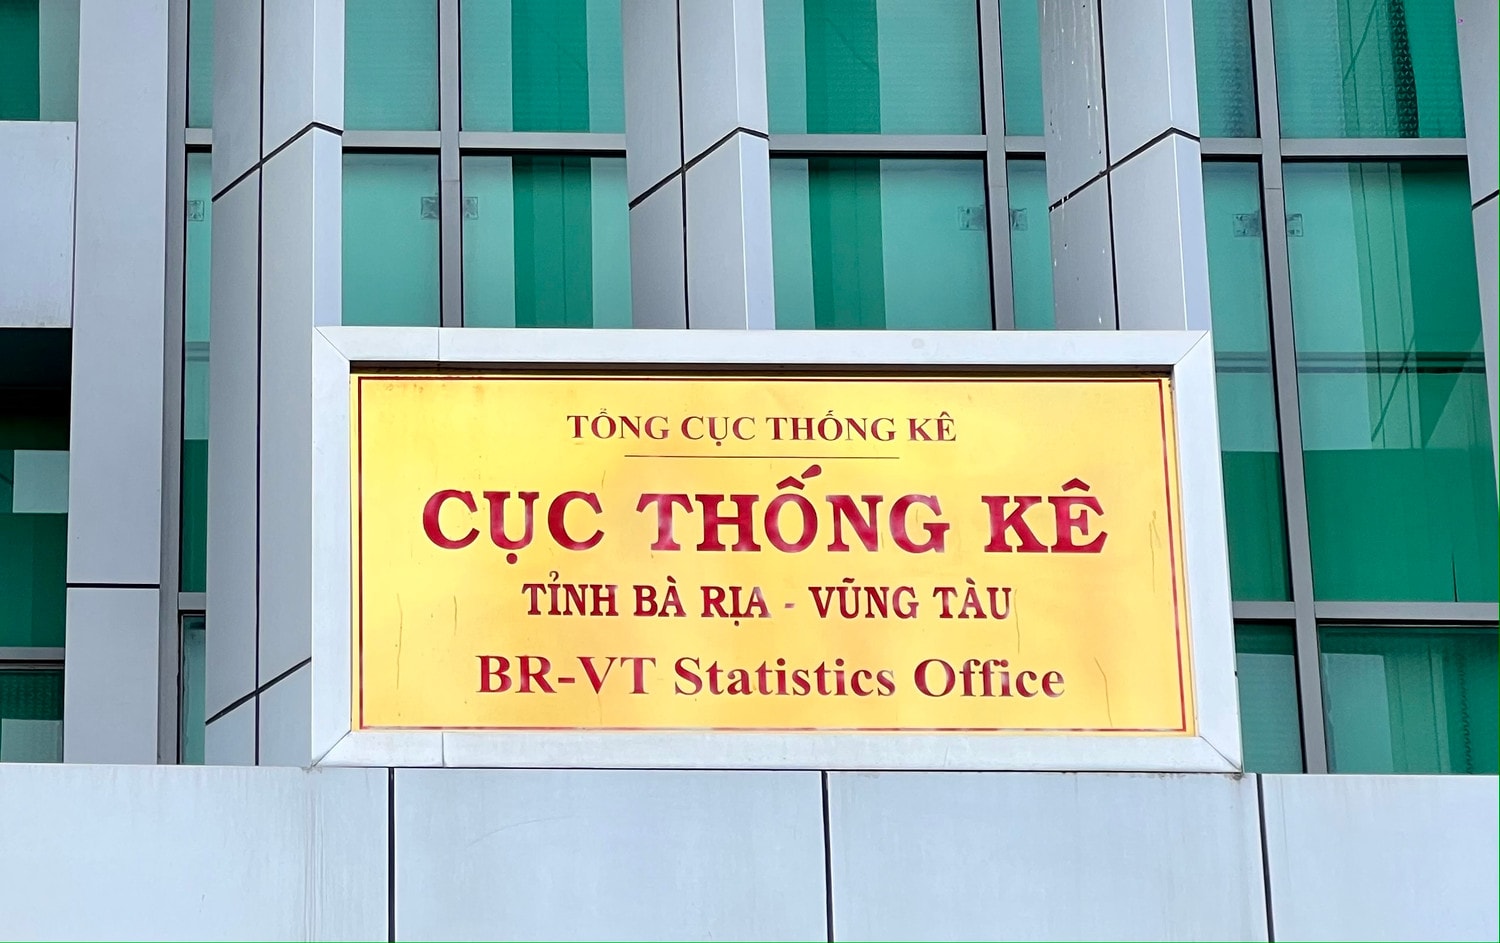 TỔNG CỤC THỐNG KÊ
CỤC THỐNG KÊ
TỈNH BÀ RỊA - VŨNG TÀU
BR-VT Statistics Office